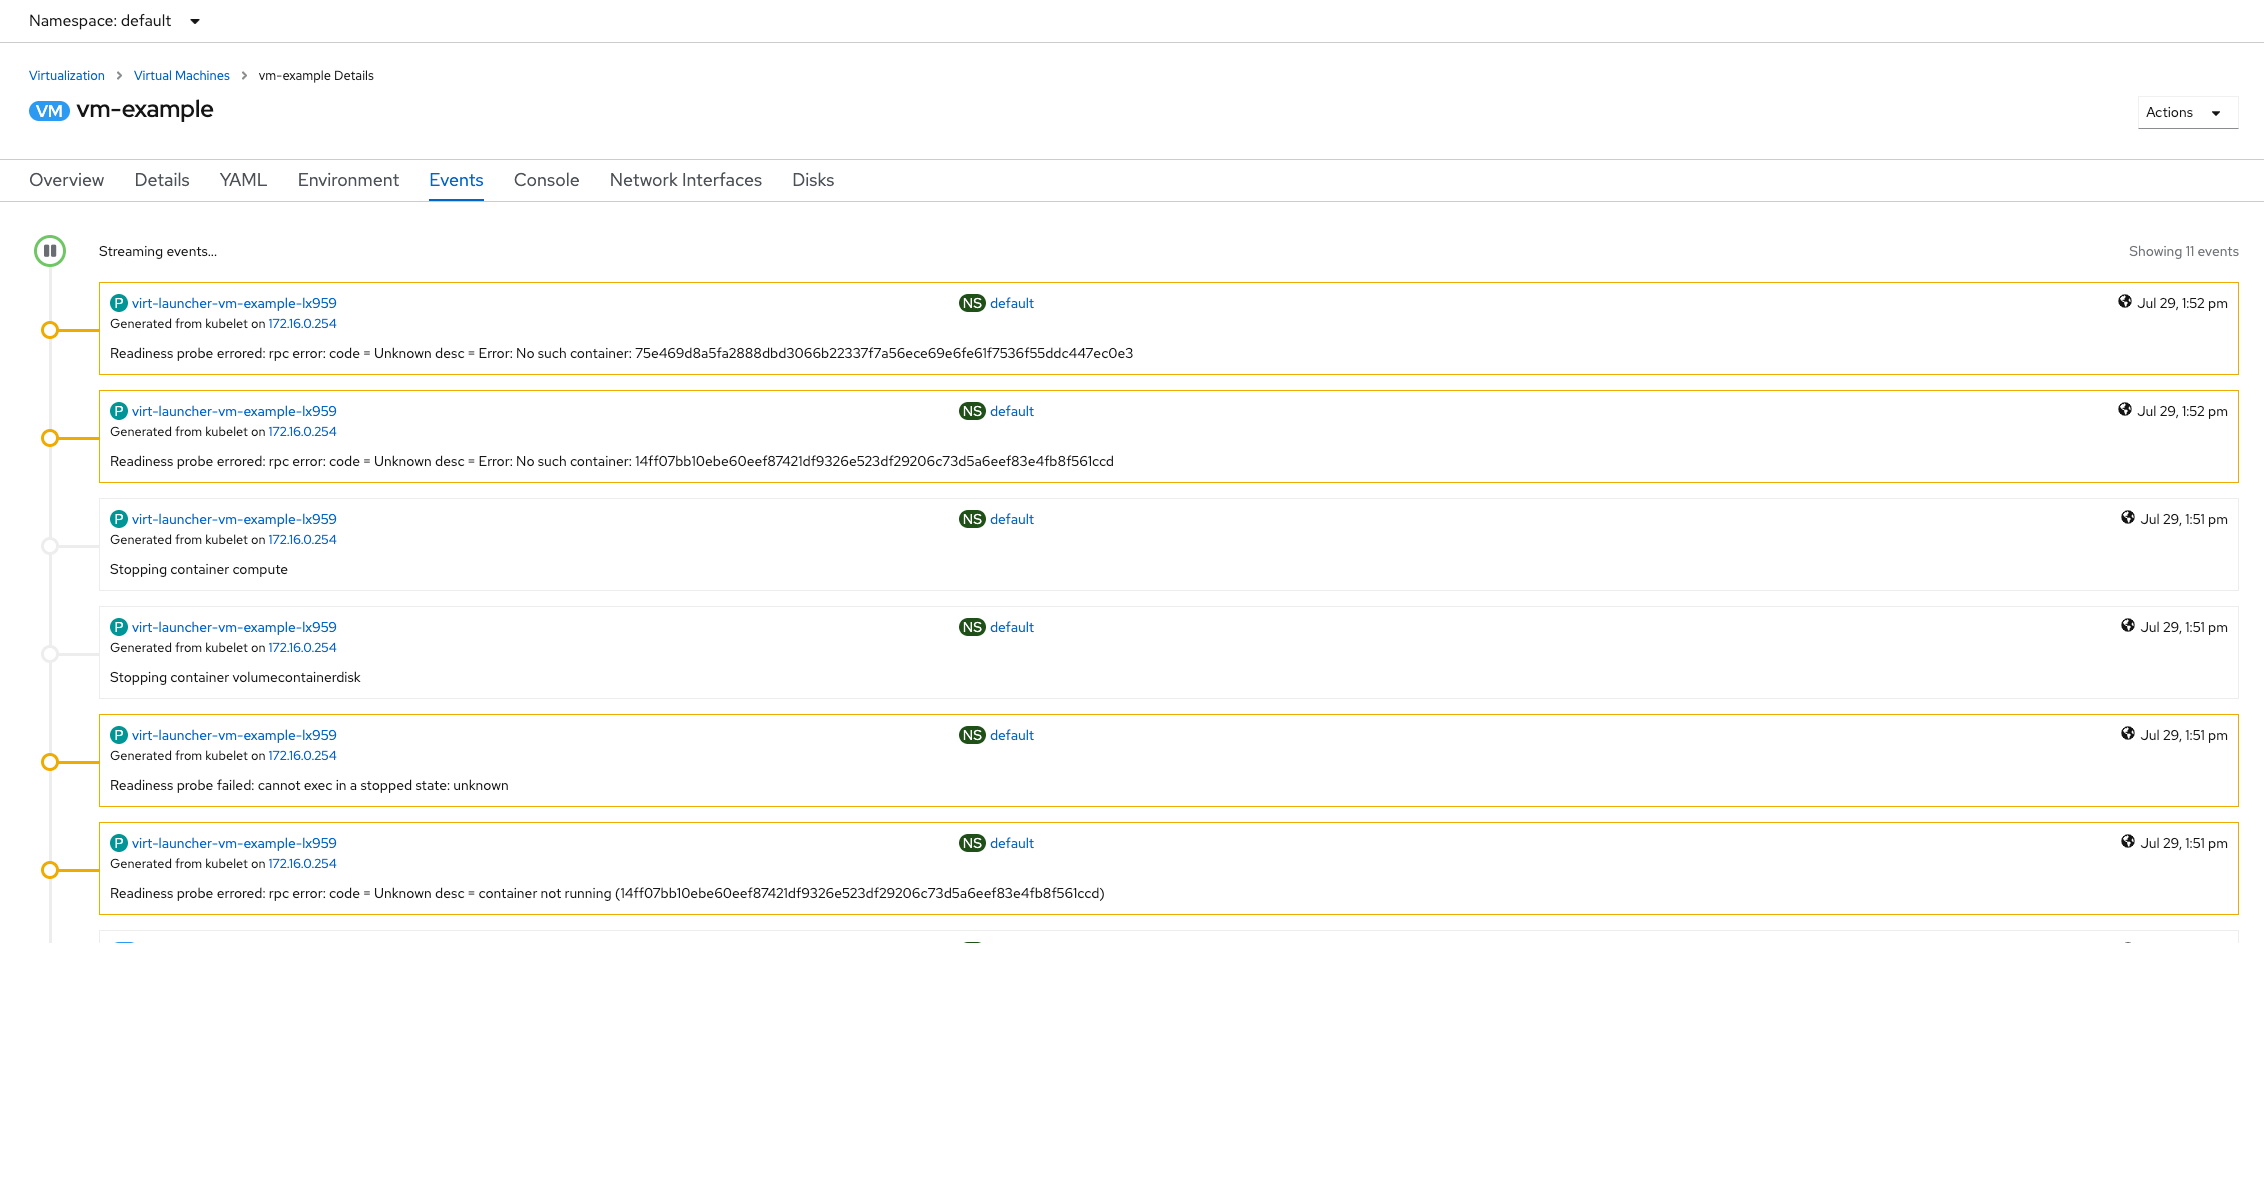 Namespace: default
Virtualization > Virtual Machines > vm-example Details
VM vm-example
Actions
Overview Details YAML Environment Events Console Network Interfaces Disks
Streaming events...
Showing 11 events
P virt-launcher-vm-example-lx959 NS default Jul 29, 1:52 pm
Generated from kubelet on 172.16.0.254
Readiness probe errored: rpc error: code = Unknown desc = Error: No such container: 75e469d8a5fa2888dbd3066b22337f7a56ece69e6fe61f7536f55ddc447ec0e3
P virt-launcher-vm-example-lx959 NS default Jul 29, 1:52 pm
Generated from kubelet on 172.16.0.254
Readiness probe errored: rpc error: code = Unknown desc = Error: No such container: 14ff07bb10ebe60eef87421df9326e523df29206c73d5a6eef83e4fb8f561ccd
P virt-launcher-vm-example-lx959 NS default Jul 29, 1:51 pm
Generated from kubelet on 172.16.0.254
Stopping container compute
P virt-launcher-vm-example-lx959 NS default Jul 29, 1:51 pm
Generated from kubelet on 172.16.0.254
Stopping container volumecontainerdisk
P virt-launcher-vm-example-lx959 NS default Jul 29, 1:51 pm
Generated from kubelet on 172.16.0.254
Readiness probe failed: cannot exec in a stopped state: unknown
P virt-launcher-vm-example-lx959 NS default Jul 29, 1:51 pm
Generated from kubelet on 172.16.0.254
Readiness probe errored: rpc error: code = Unknown desc = container not running (14ff07bb10ebe60eef87421df9326e523df29206c73d5a6eef83e4fb8f561ccd)